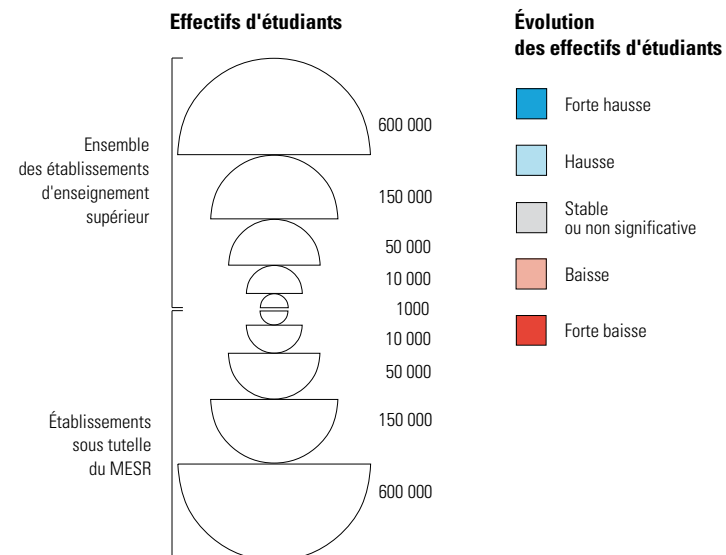 Effectifs d'étudiants
Ensemble
des établissements
d'enseignement
supérieur
600 000
150 000
50 000
10 000
1000
10 000
50 000
150 000
600 000
Établissements
sous tutelle
du MESR
Évolution
des effectifs d'étudiants
Forte hausse
Hausse
Stable
ou non significative
Baisse
Forte baisse